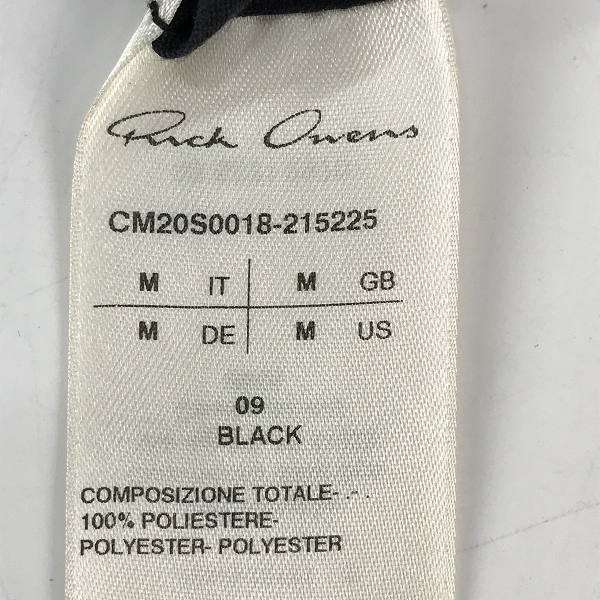 Rick Owens
CM20S0018-215225
M IT M GB
M DE M US
09
BLACK
COMPOSIZIONE TOTALE- .- .
100% POLIESTERE-
POLYESTER- POLYESTER